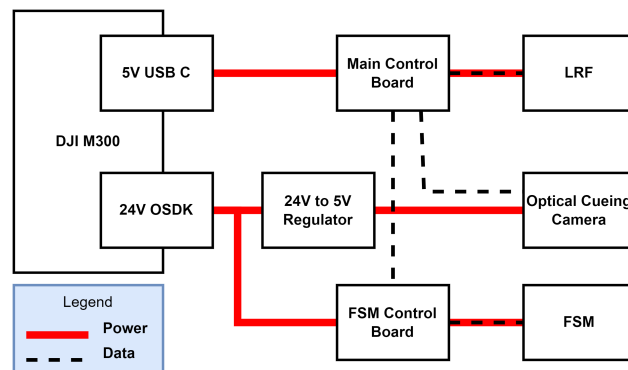 5V USB C
Main Control
Board
LRF
DJI M300
24V OSDK
24V to 5V
Regulator
Optical Cueing
Camera
Legend
Power
Data
FSM Control
Board
FSM